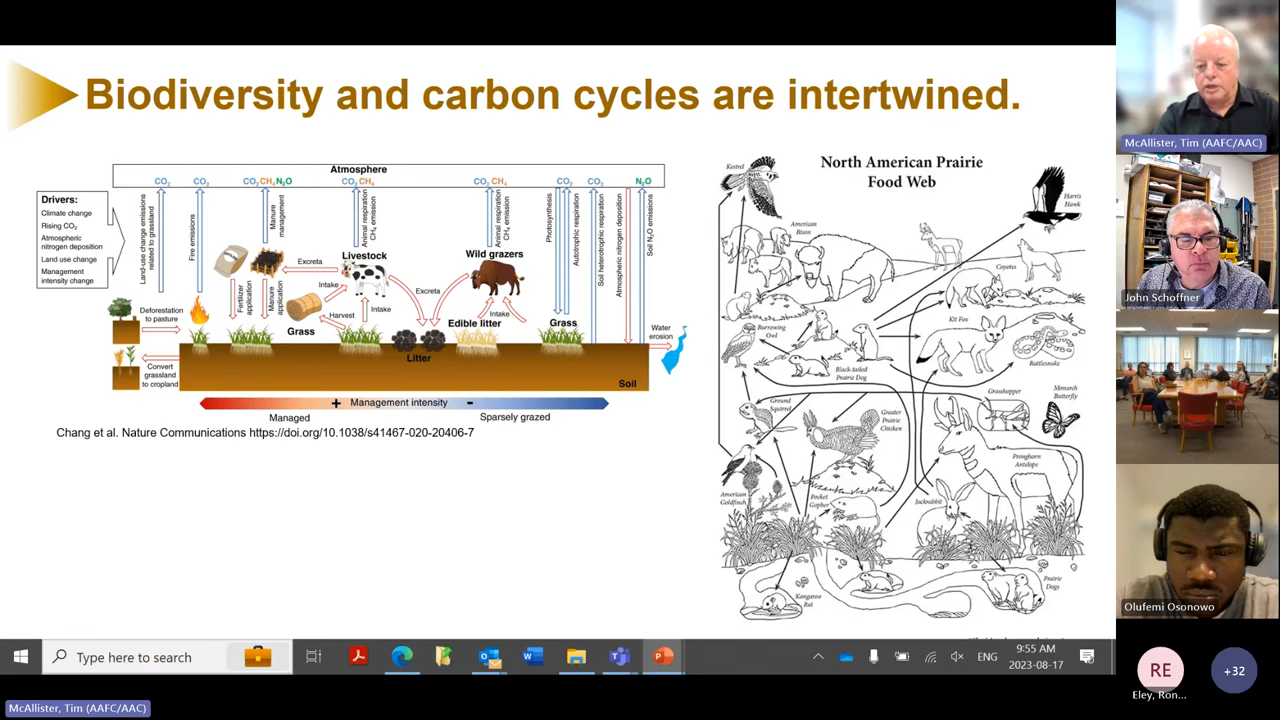 Biodiversity and carbon cycles are intertwined.
Atmosphere
CO2
CO2
CO2 CH4 N2O
CO2 CH4
CO2 CH4
CO2
CO2
N2O
Drivers:
Climate change
Rising CO2
Atmospheric
nitrogen deposition
Land use change
Management
intensity change
Land-use change emissions
related to grassland
Fire emissions
Manure
management
Animal respiration
CH4 emission
Animal respiration
CH4 emission
Photosynthesis
Autotrophic respiration
Soil heterotrophic respiration
Atmospheric nitrogen deposition
Soil N2O emissions
Livestock
Wild grazers
Excreta
Intake
Excreta
Fertilizer
application
Manure
application
Harvest
Intake
Intake
Deforestation
to pasture
Grass
Edible litter
Grass
Water
erosion
Litter
Convert
grassland
to cropland
Soil
+ Management intensity -
Managed
Sparsely grazed
Chang et al. Nature Communications https://doi.org/10.1038/s41467-020-20406-7
North American Prairie
Food Web
Kestrel
Harris
Hawk
American
Bison
Coyotes
Kit Fox
Burrowing
Owl
Rattlesnake
Black-tailed
Prairie Dog
Grasshopper
Monarch
Butterfly
Ground
Squirrel
Greater
Prairie
Chicken
Pronghorn
Antelope
American
Goldfinch
Pocket
Gopher
Jackrabbit
Prairie
Dogs
Kangaroo
Rat
McAllister, Tim (AAFC/AAC)
John Schoffner
Olufemi Osonowo
RE
+32
Eley, Ron...
Type here to search
ENG
9:55 AM
2023-08-17
McAllister, Tim (AAFC/AAC)